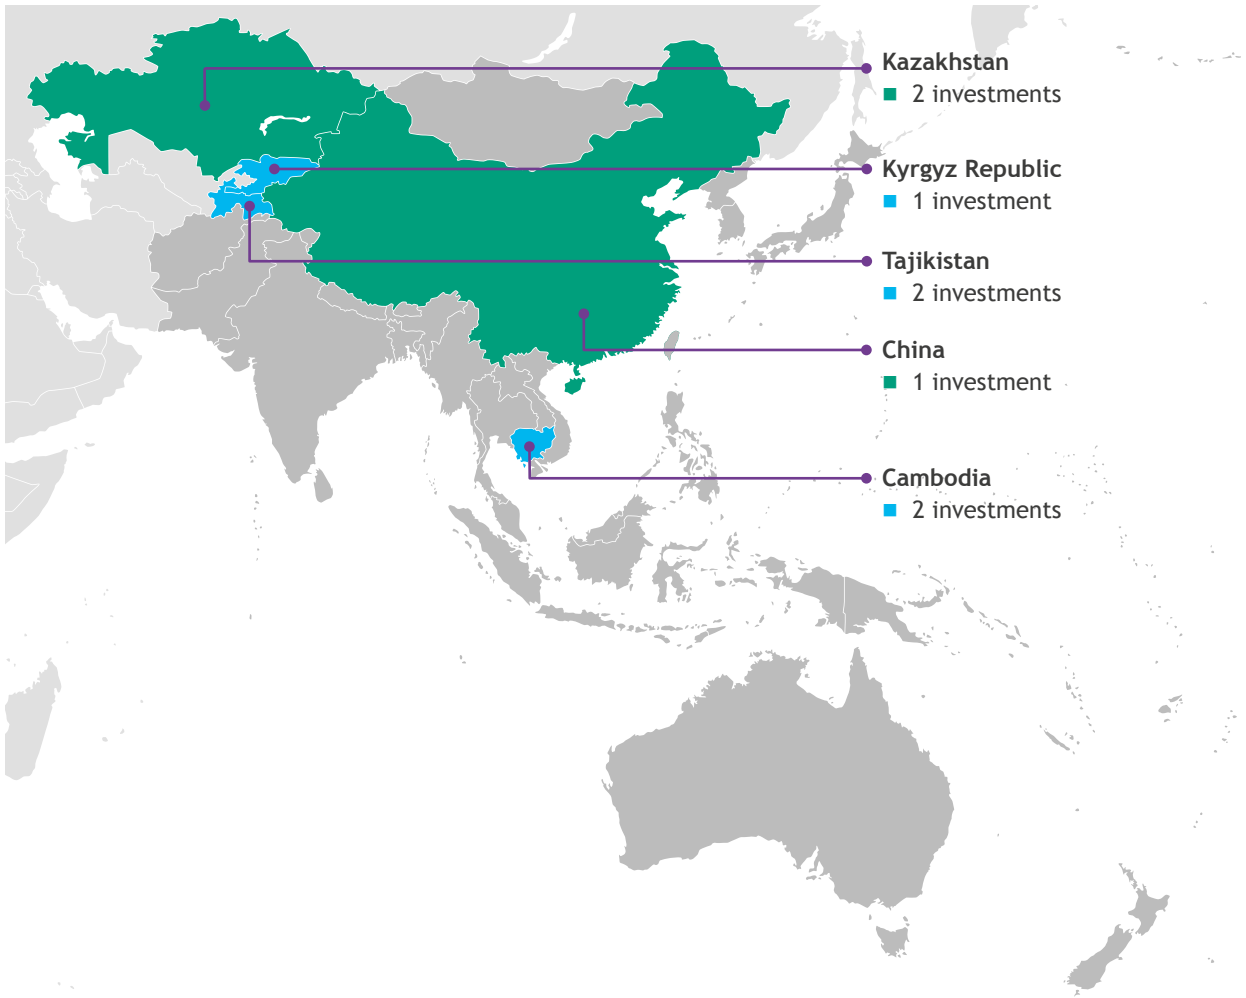 Kazakhstan
2 investments
Kyrgyz Republic
1 investment
Tajikistan
2 investments
China
1 investment
Cambodia
2 investments